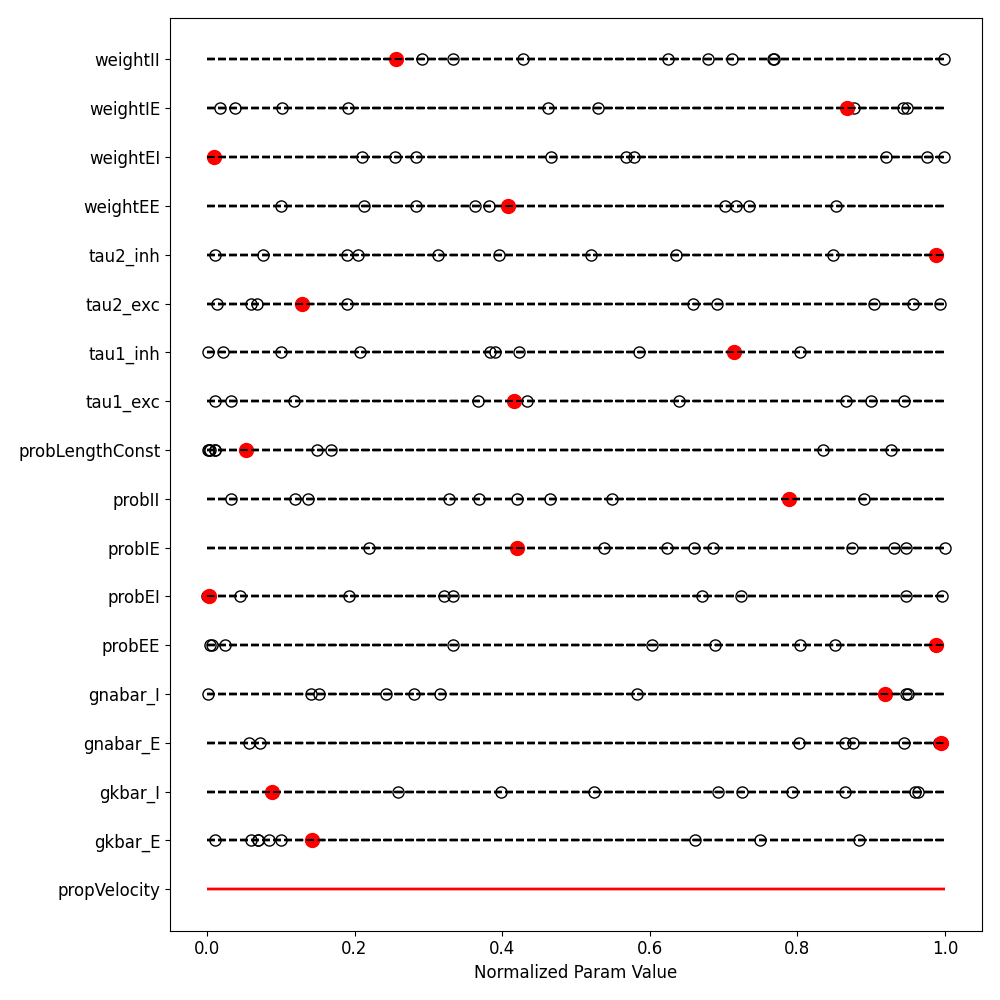 weightII
weightIE
weightEI
weightEE
tau2_inh
tau2_exc
tau1_inh
tau1_exc
probLengthConst
probII
probIE
probEI
probEE
gnabar_I
gnabar_E
gkbar_I
gkbar_E
propVelocity
0.0 0.2 0.4 0.6 0.8 1.0
Normalized Param Value